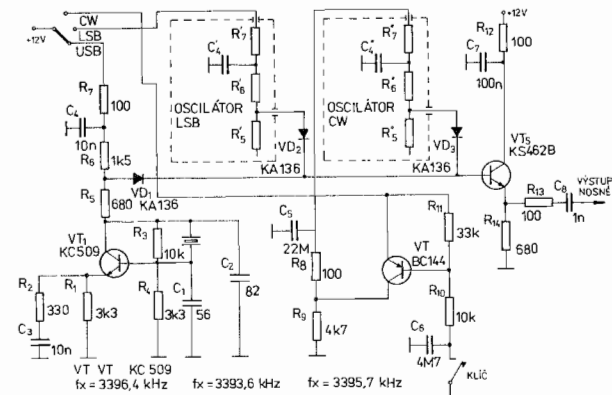 CW
LSB
USB
+12V
R7
100
C4
10n
R6
1k5
R5
680
VD1
KA136
R'7
C'4
R'6
OSCILÁTOR
LSB
R'5
VD2
KA136
R"7
C"4
R"6
OSCILÁTOR
CW
R"5
VD3
KA136
+12V
R12
100
C7
100n
VT5
KS462B
VÝSTUP
NOSNÉ
R13
100
C8
1n
R14
680
VT1
KC509
R3
10k
R2
330
C3
10n
R1
3k3
R4
3k3
C1
56
C2
82
C5
22M
R8
100
R9
4k7
VT
BC144
R11
33k
R10
10k
C6
4M7
KLÍČ
VT VT KC 509
fx = 3396,4 kHz fx = 3393,6 kHz fx = 3395,7 kHz